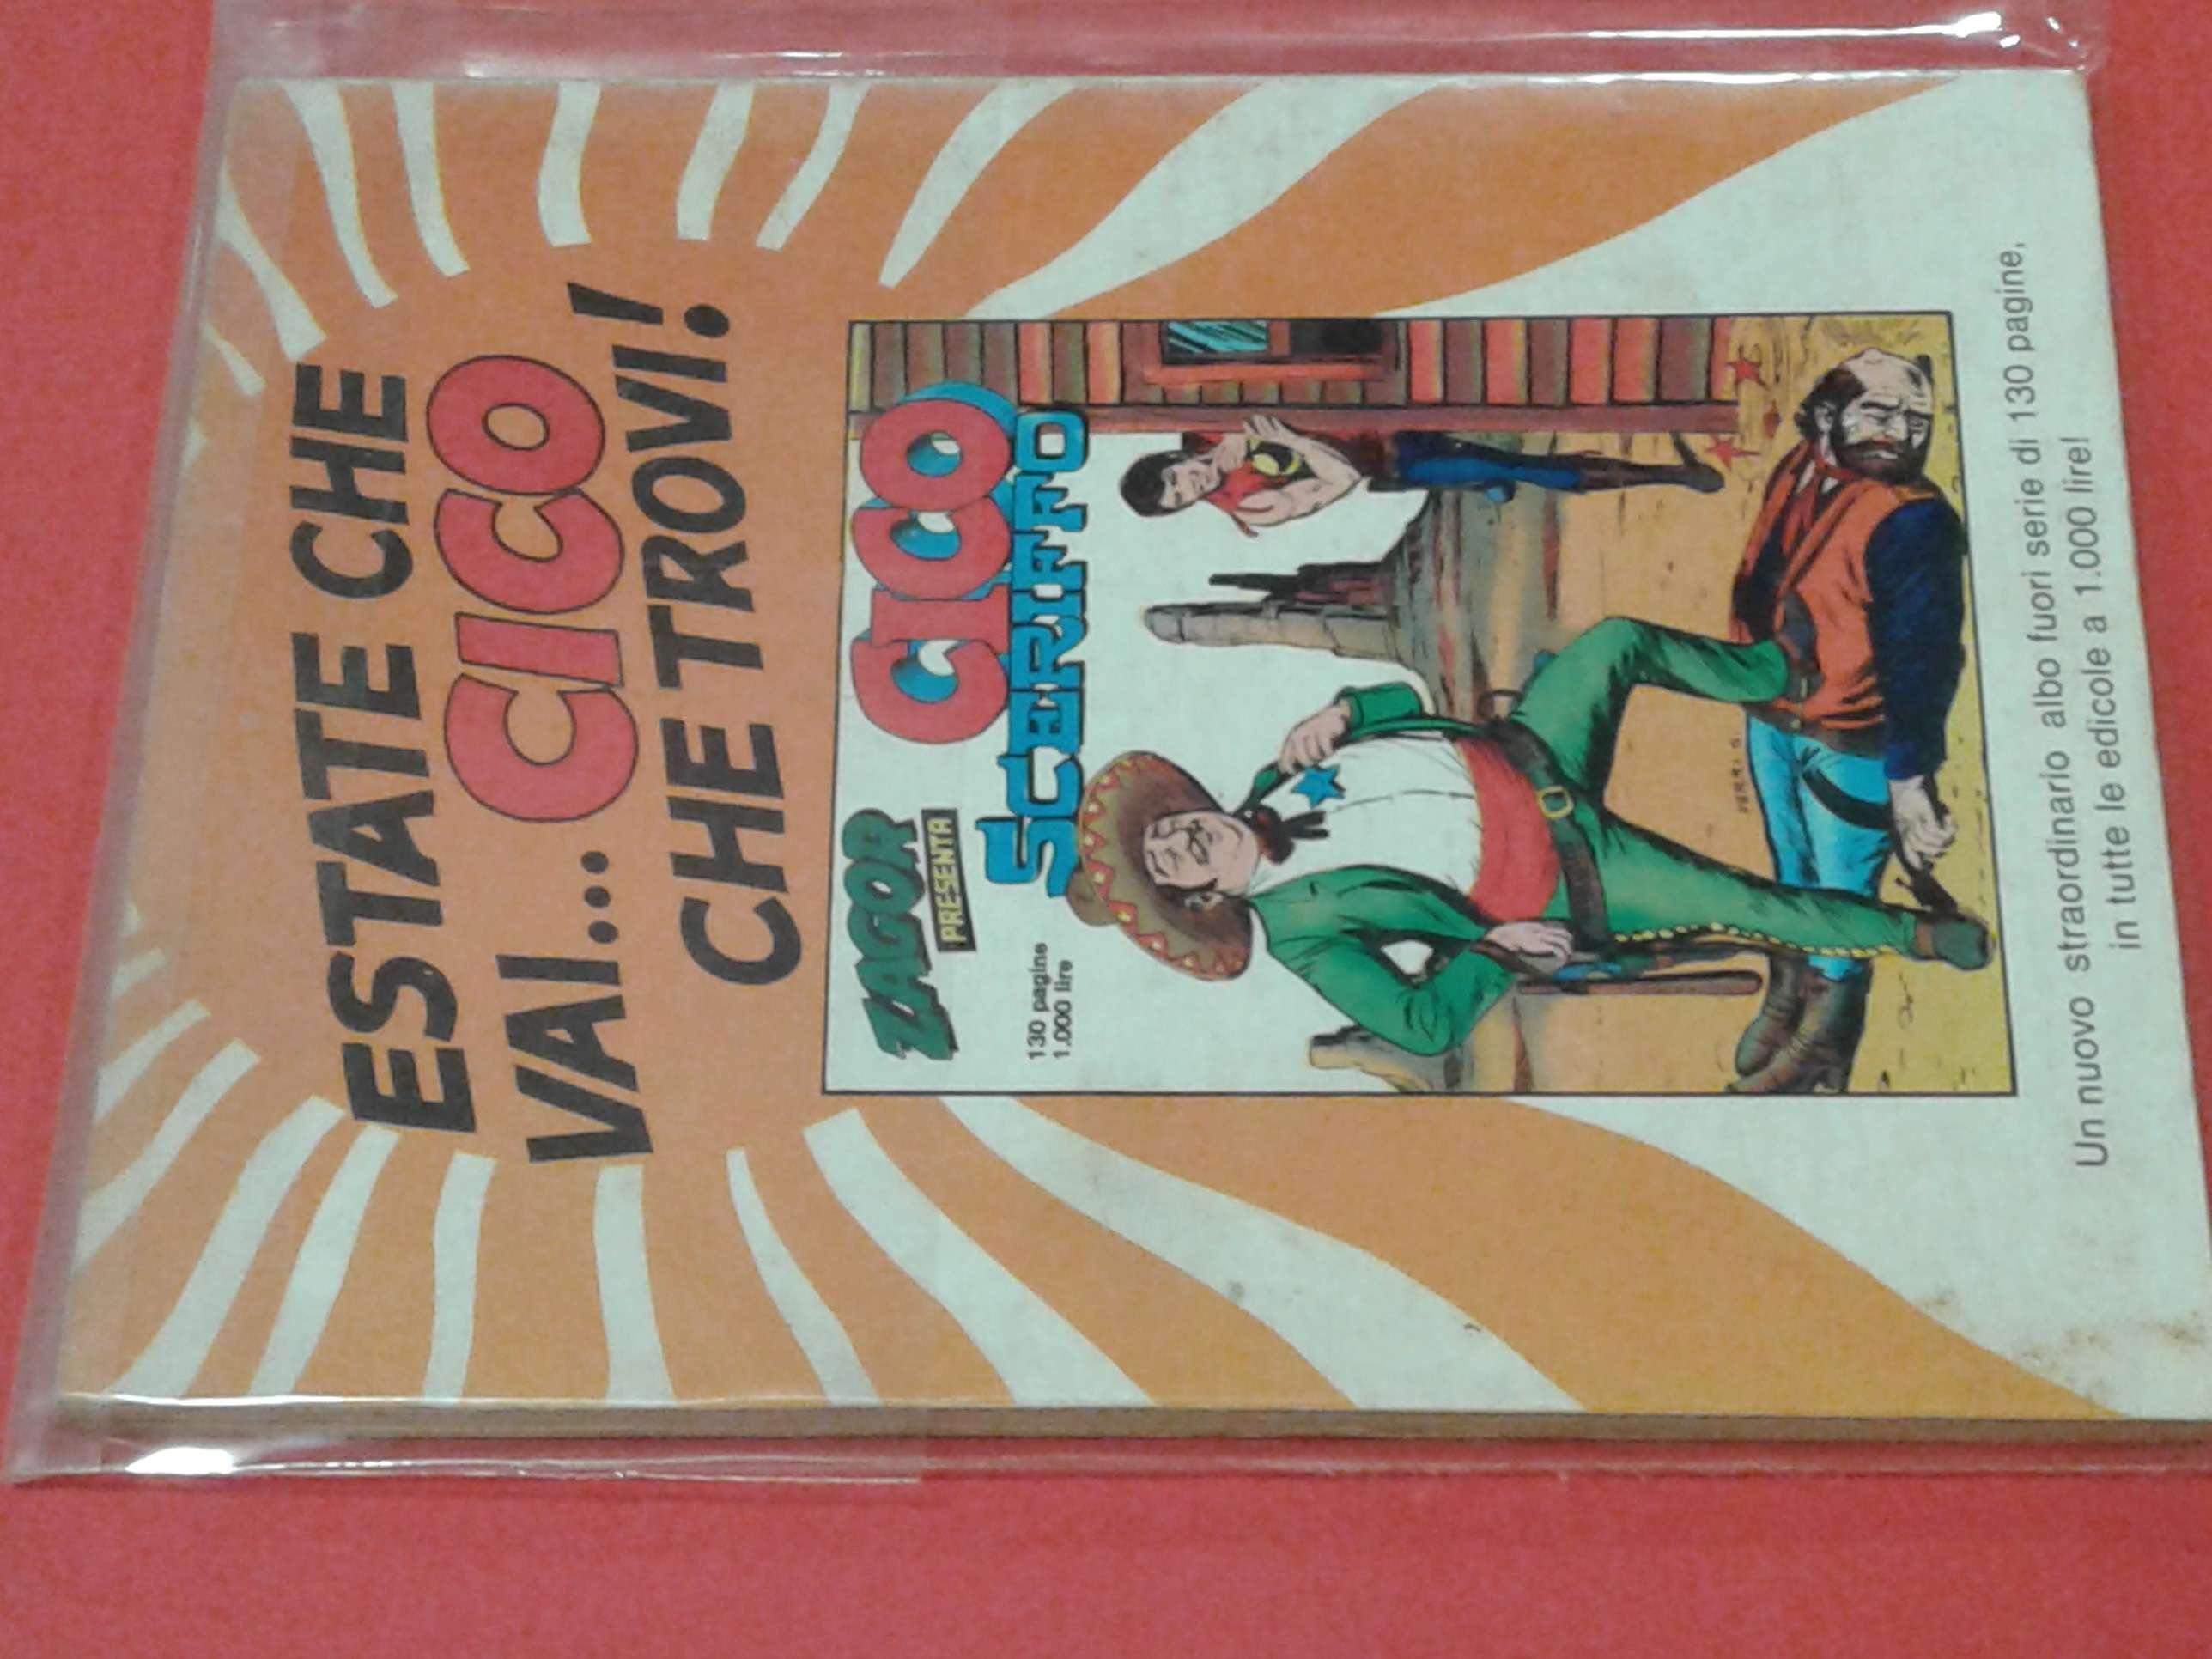 ESTATE CHE
VAI... CICO
CHE TROVI!
ZAGOR
PRESENTA
CICO
SCERIFFO
130 pagine
1.000 lire
FERRI G.
Un nuovo straordinario albo fuori serie di 130 pagine,
in tutte le edicole a 1.000 lire!